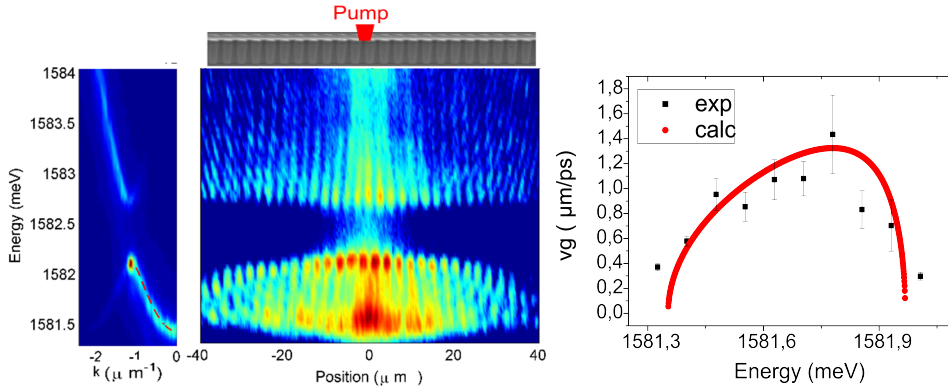 Pump
1584
1583.5
1583
1582.5
1582
1581.5
Energy (meV)
-2 -1 0
k (μ m⁻¹)
-40 -20 0 20 40
Position (μ m)
1,8
1,6
1,4
1,2
1,0
0,8
0,6
0,4
0,2
0,0
vg ( μm/ps)
exp
calc
1581,3 1581,6 1581,9
Energy (meV)